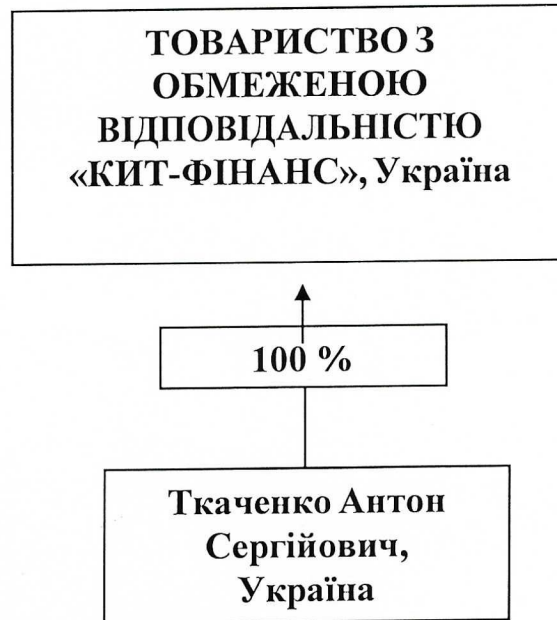 ТОВАРИСТВО З
ОБМЕЖЕНОЮ
ВІДПОВІДАЛЬНІСТЮ
«КИТ-ФІНАНС», Україна
100 %
Ткаченко Антон
Сергійович,
Україна